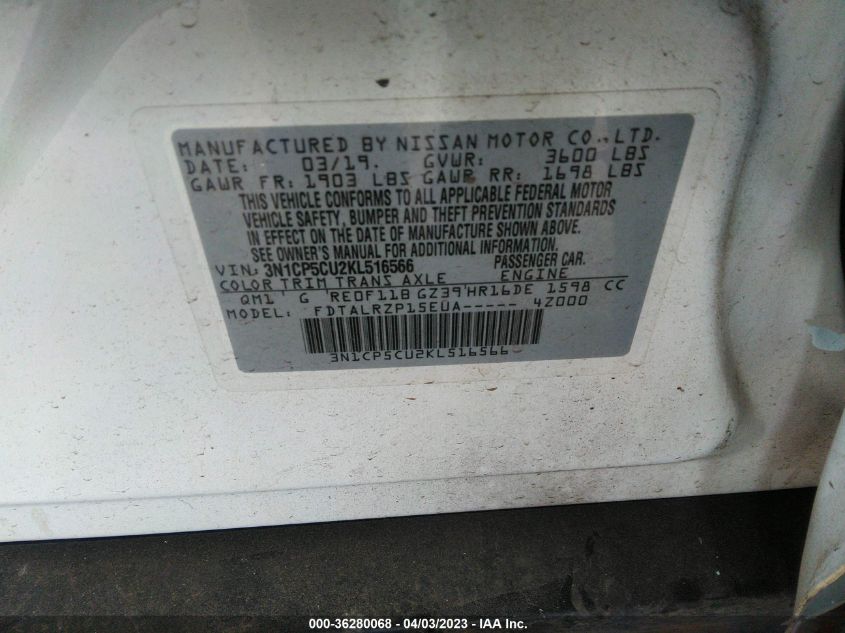 MANUFACTURED BY NISSAN MOTOR CO., LTD.
DATE: 03/19. GVWR: 3600 LBS
GAWR FR: 1903 LBS GAWR RR: 1698 LBS
THIS VEHICLE CONFORMS TO ALL APPLICABLE FEDERAL MOTOR
VEHICLE SAFETY, BUMPER AND THEFT PREVENTION STANDARDS
IN EFFECT ON THE DATE OF MANUFACTURE SHOWN ABOVE.
SEE OWNER'S MANUAL FOR ADDITIONAL INFORMATION.
VIN: 3N1CP5CU2KL516566 PASSENGER CAR.
COLOR TRIM TRANS AXLE ENGINE
QM1 G RE0F11B GZ39 HR16DE 1598 CC
MODEL: FDTALRZP15EUA----- 4Z000
3N1CP5CU2KL516566
000-36280068 - 04/03/2023 - IAA Inc.